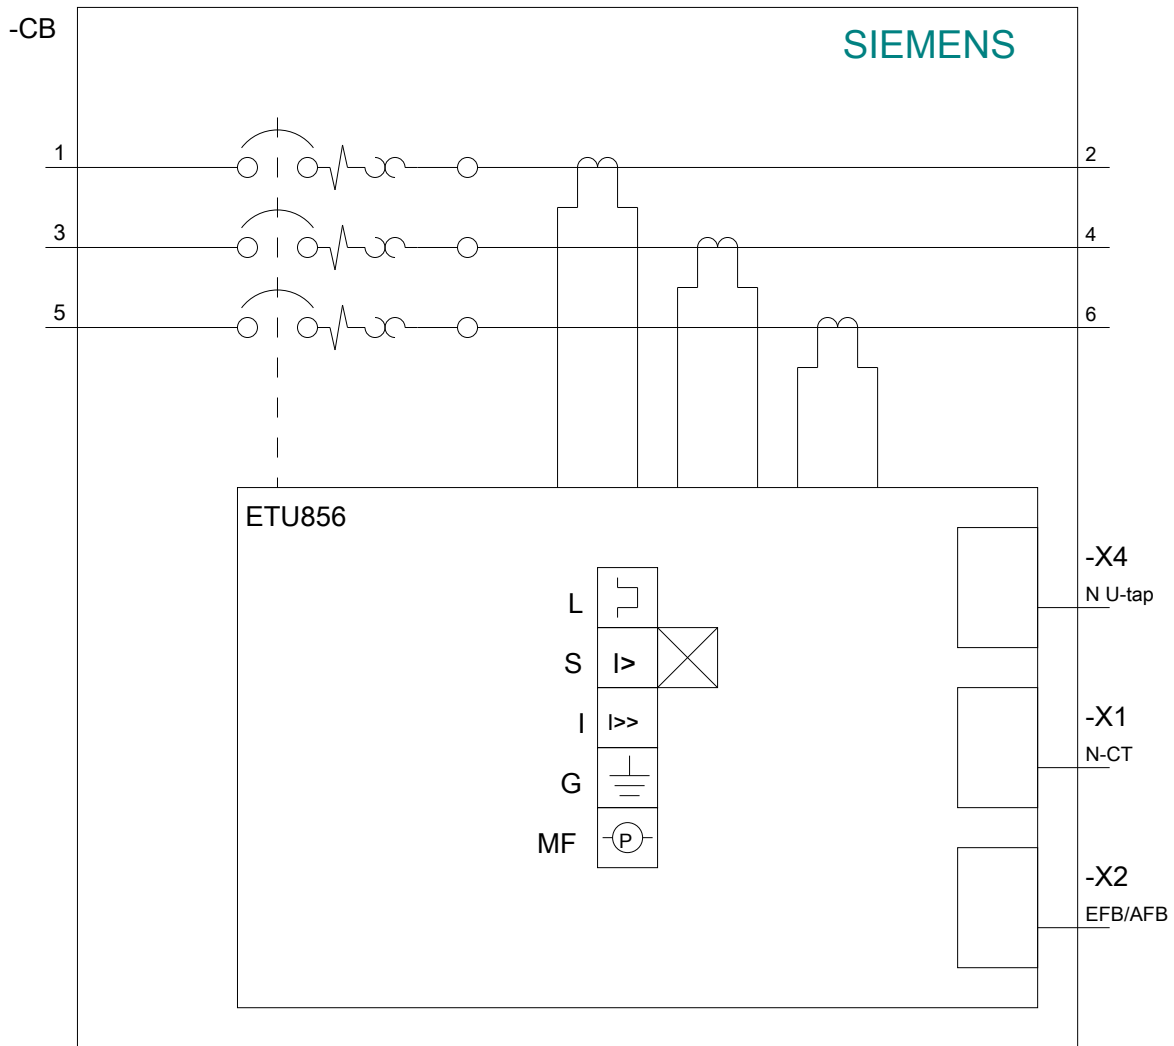 -CB
SIEMENS
1
2
3
4
5
6
ETU856
-X4
N U-tap
L
S
I>
I
I>>
-X1
N-CT
G
MF
P
-X2
EFB/AFB